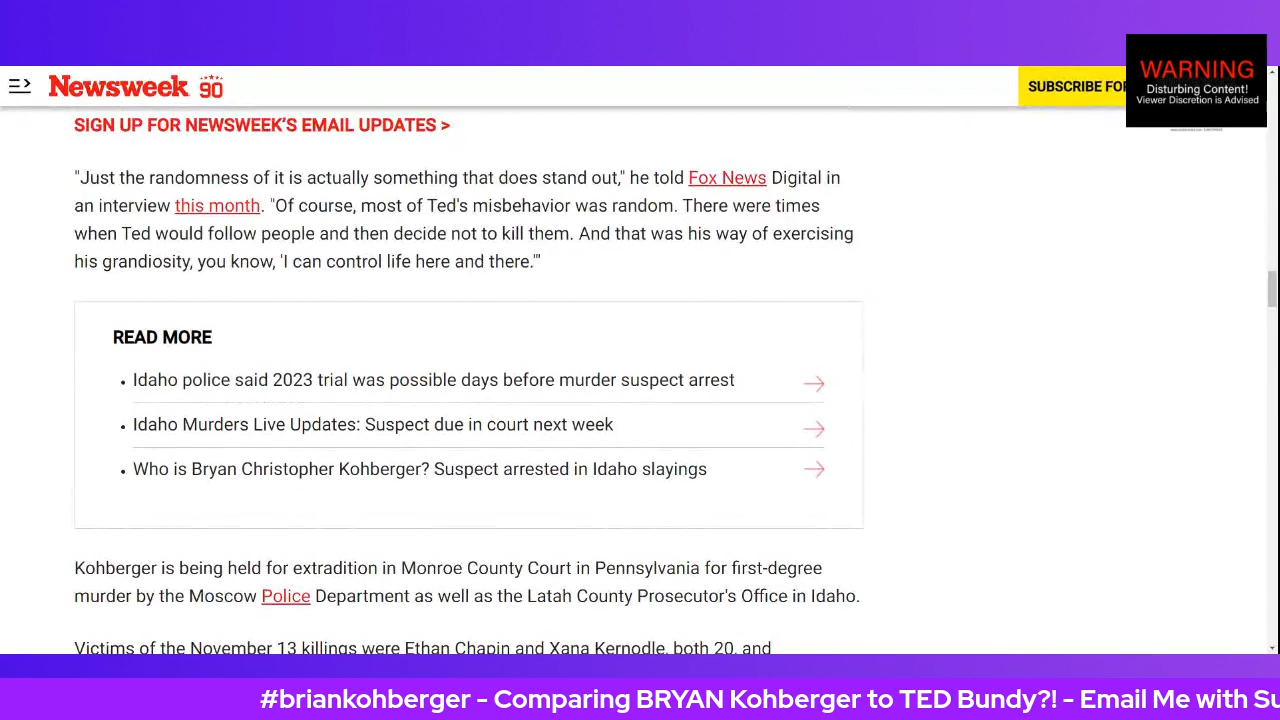 Newsweek 90
SUBSCRIBE FOR
WARNING
Disturbing Content!
Viewer Discretion is Advised
SIGN UP FOR NEWSWEEK’S EMAIL UPDATES >
"Just the randomness of it is actually something that does stand out," he told Fox News Digital in
an interview this month. "Of course, most of Ted's misbehavior was random. There were times
when Ted would follow people and then decide not to kill them. And that was his way of exercising
his grandiosity, you know, 'I can control life here and there.'"
READ MORE
• Idaho police said 2023 trial was possible days before murder suspect arrest
• Idaho Murders Live Updates: Suspect due in court next week
• Who is Bryan Christopher Kohberger? Suspect arrested in Idaho slayings
Kohberger is being held for extradition in Monroe County Court in Pennsylvania for first-degree
murder by the Moscow Police Department as well as the Latah County Prosecutor's Office in Idaho.
Victims of the November 13 killings were Ethan Chapin and Xana Kernodle, both 20, and
#briankohberger - Comparing BRYAN Kohberger to TED Bundy?! - Email Me with Su